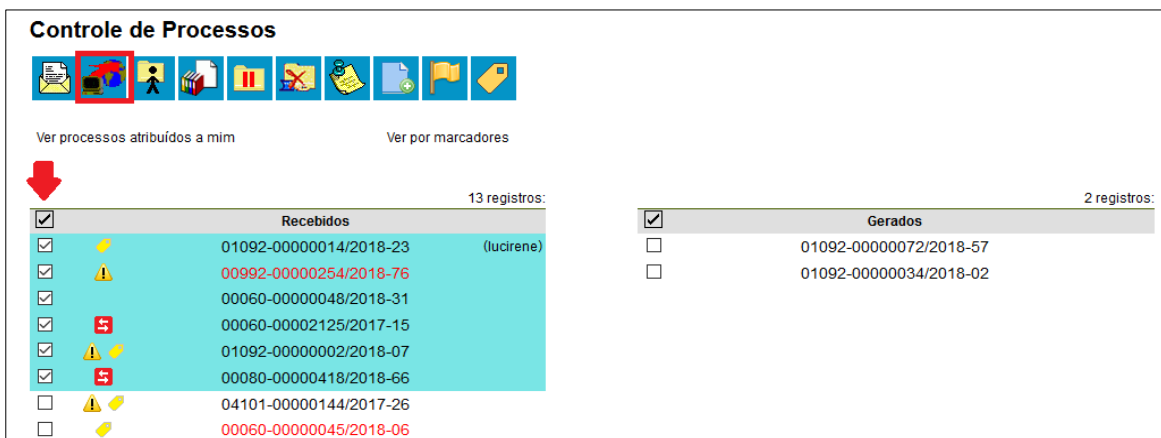 Controle de Processos
Ver processos atribuídos a mim Ver por marcadores
13 registros:
Recebidos
01092-00000014/2018-23 (lucirene)
00992-00000254/2018-76
00060-00000048/2018-31
00060-00002125/2017-15
01092-00000002/2018-07
00080-00000418/2018-66
04101-00000144/2017-26
00060-00000045/2018-06
2 registros:
Gerados
01092-00000072/2018-57
01092-00000034/2018-02